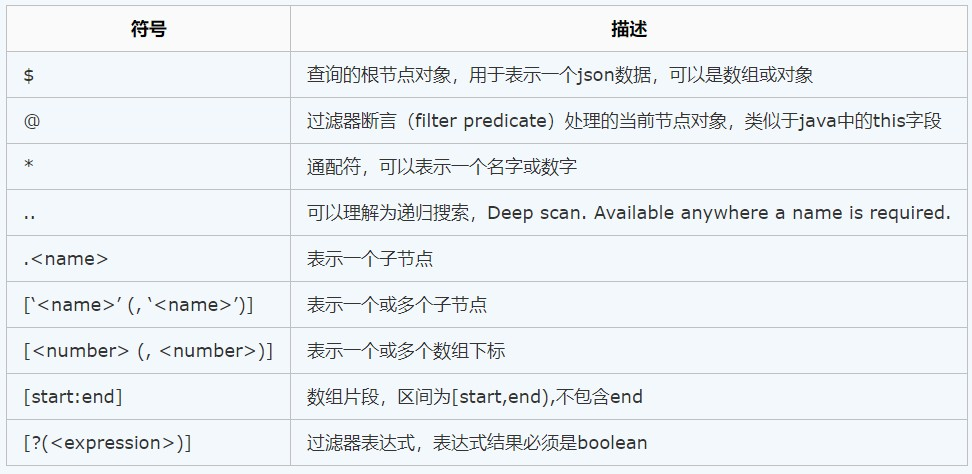 符号 描述
$ 查询的根节点对象，用于表示一个json数据，可以是数组或对象
@ 过滤器断言（filter predicate）处理的当前节点对象，类似于java中的this字段
* 通配符，可以表示一个名字或数字
.. 可以理解为递归搜索，Deep scan. Available anywhere a name is required.
.<name> 表示一个子节点
[‘<name>’ (, ‘<name>’)] 表示一个或多个子节点
[<number> (, <number>)] 表示一个或多个数组下标
[start:end] 数组片段，区间为[start,end),不包含end
[?(<expression>)] 过滤器表达式，表达式结果必须是boolean